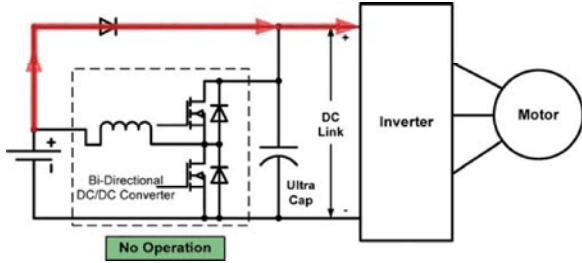 +
DC
Link
Inverter
Motor
+
-
Bi-Directional
DC/DC Converter
Ultra
Cap
-
No Operation